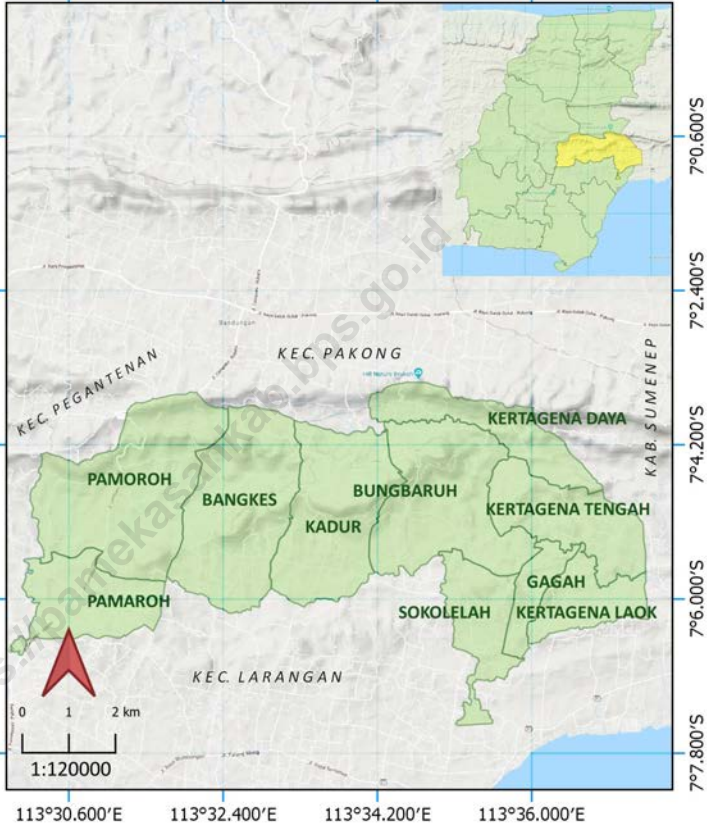 7°0.600'S
7°2.400'S
Bandungan
KEC. PAKONG
KEC. PEGANTENAN
KAB. SUMENEP
KERTAGENA DAYA
7°4.200'S
PAMOROH
BANGKES
BUNGBARUH
KERTAGENA TENGAH
KADUR
GAGAH
PAMAROH
SOKOLELAH
KERTAGENA LAOK
7°6.000'S
KEC. LARANGAN
0 1 2 km
1:120000
7°7.800'S
113°30.600'E 113°32.400'E 113°34.200'E 113°36.000'E
pamekasankab.bps.go.id